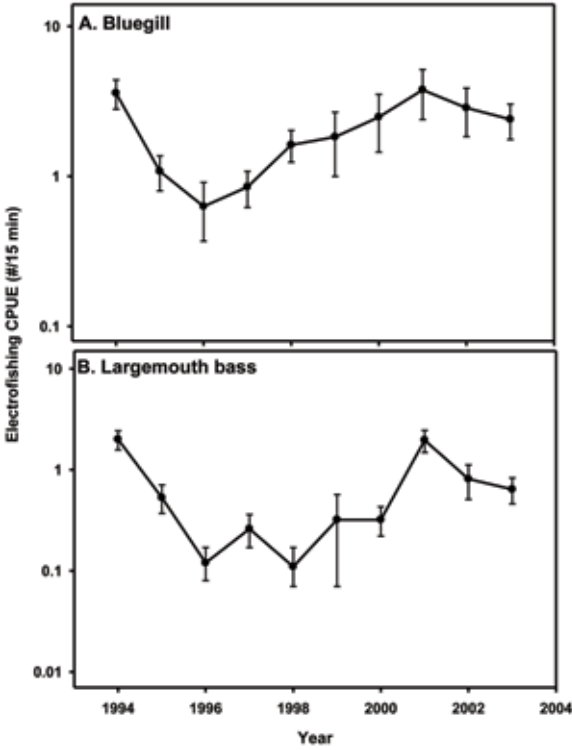 A. Bluegill
10
1
0.1
Electrofishing CPUE (#/15 min)
B. Largemouth bass
10
1
0.1
0.01
1994 1996 1998 2000 2002 2004
Year